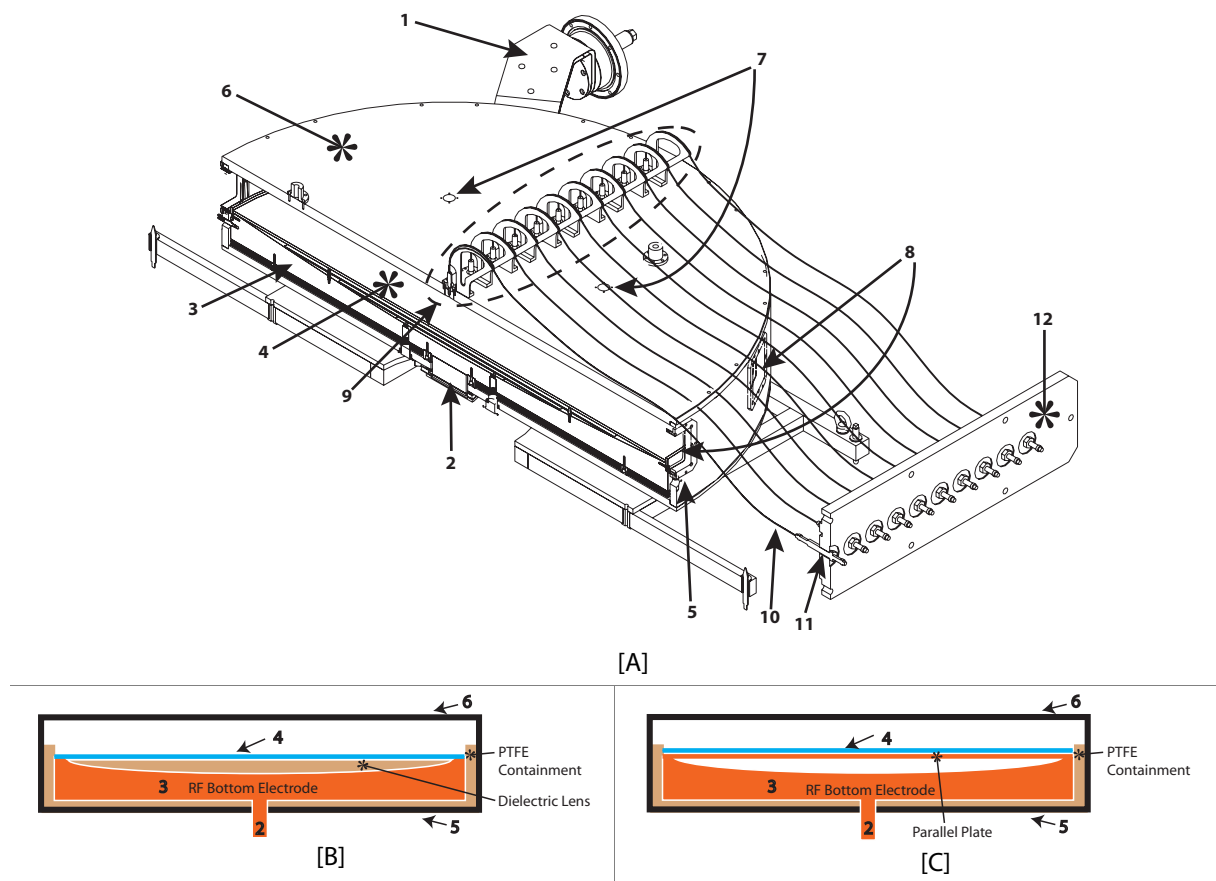 1
7
6
8
3
12
4
9
2
5
10
11
[A]
6
4
PTFE
Containment
3
RF Bottom Electrode
Dielectric Lens
2
5
[B]
6
4
PTFE
Containment
3
RF Bottom Electrode
2
5
Parallel Plate
[C]